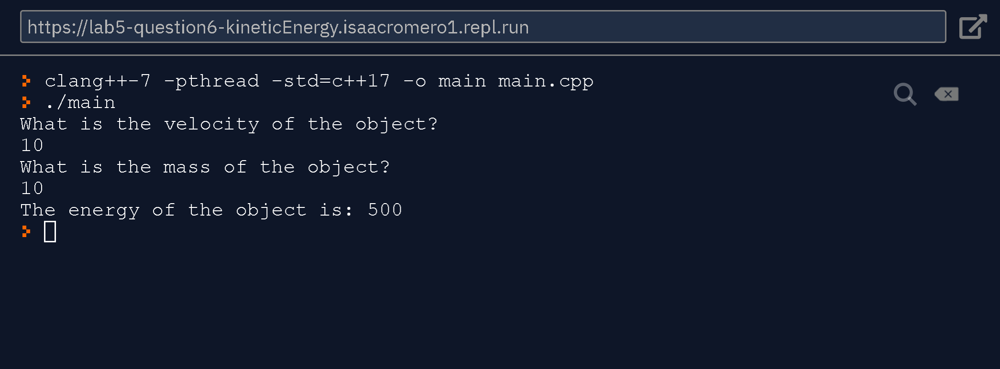 https://lab5-question6-kineticEnergy.isaacromero1.repl.run
clang++-7 -pthread -std=c++17 -o main main.cpp
./main
What is the velocity of the object?
10
What is the mass of the object?
10
The energy of the object is: 500